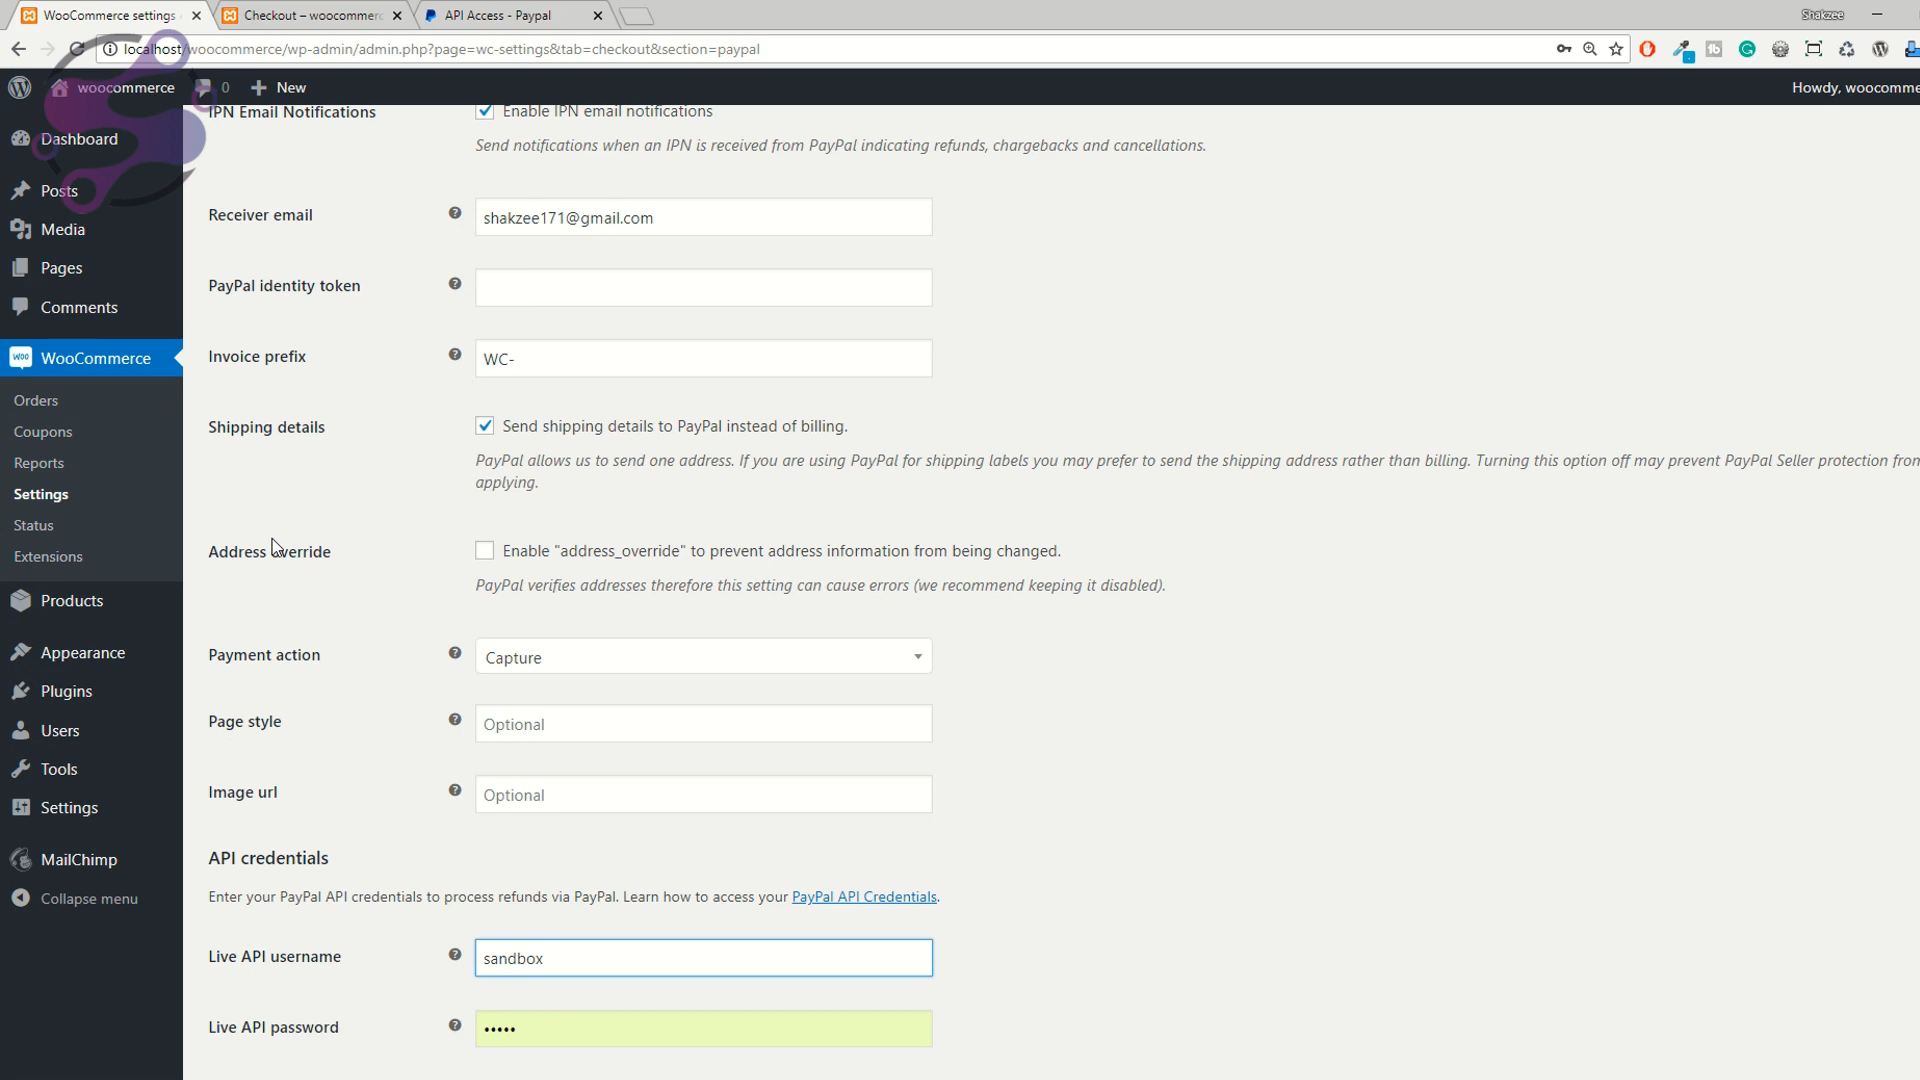 WooCommerce settings
Checkout – woocommerc
API Access - Paypal
Shakzee
localhost/woocommerce/wp-admin/admin.php?page=wc-settings&tab=checkout&section=paypal
woocommerce
0
New
Howdy, woocomme
Dashboard
Posts
Media
Pages
Comments
WooCommerce
Orders
Coupons
Reports
Settings
Status
Extensions
Products
Appearance
Plugins
Users
Tools
Settings
MailChimp
Collapse menu
IPN Email Notifications
Enable IPN email notifications
Send notifications when an IPN is received from PayPal indicating refunds, chargebacks and cancellations.
Receiver email
shakzee171@gmail.com
PayPal identity token
Invoice prefix
WC-
Shipping details
Send shipping details to PayPal instead of billing.
PayPal allows us to send one address. If you are using PayPal for shipping labels you may prefer to send the shipping address rather than billing. Turning this option off may prevent PayPal Seller protection from
applying.
Address override
Enable "address_override" to prevent address information from being changed.
PayPal verifies addresses therefore this setting can cause errors (we recommend keeping it disabled).
Payment action
Capture
Page style
Optional
Image url
Optional
API credentials
Enter your PayPal API credentials to process refunds via PayPal. Learn how to access your PayPal API Credentials.
Live API username
sandbox
Live API password
•••••